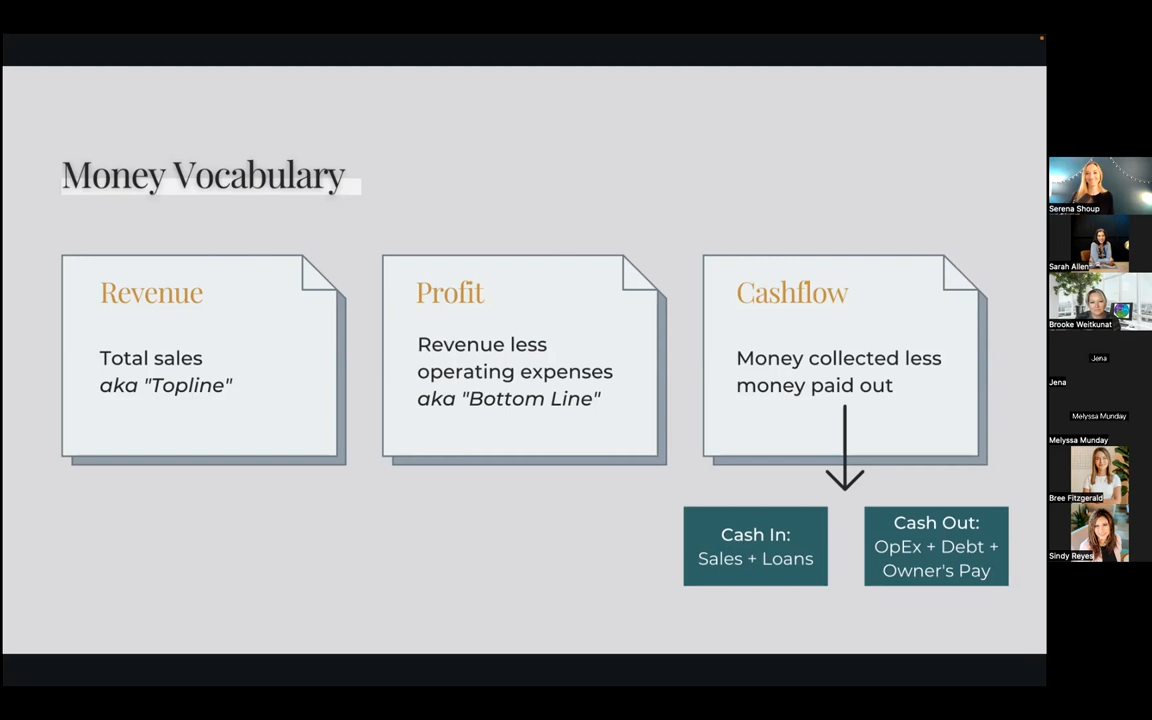 Money Vocabulary
Revenue
Total sales
aka "Topline"
Profit
Revenue less
operating expenses
aka "Bottom Line"
Cashflow
Money collected less
money paid out
Cash In:
Sales + Loans
Cash Out:
OpEx + Debt +
Owner's Pay
Serena Shoup
Sarah Allen
Brooke Weitkunat
Jena
Jena
Melyssa Munday
Melyssa Munday
Bree Fitzgerald
Sindy Reyes